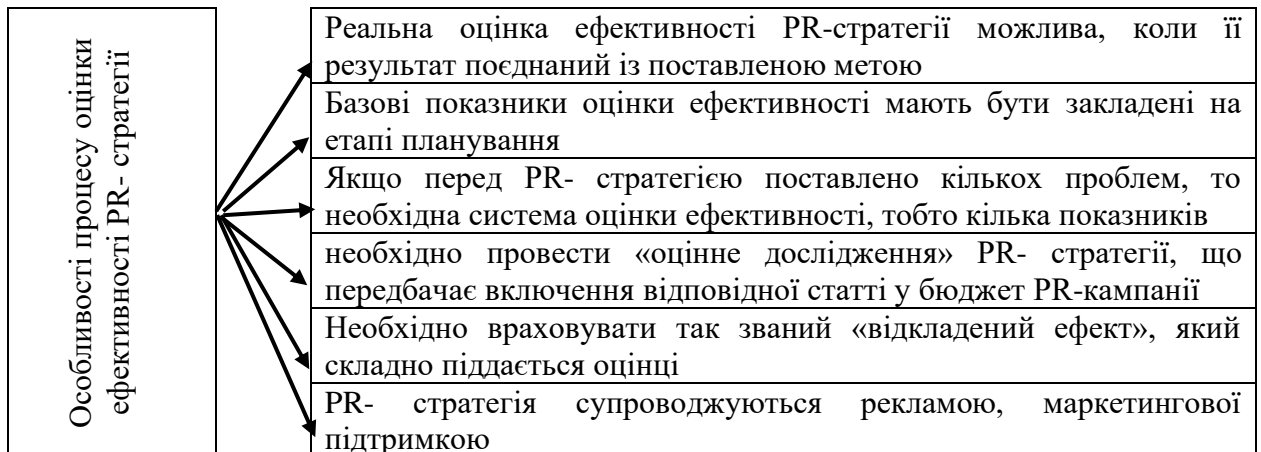 Особливості процесу оцінки
ефективності PR- стратегії
Реальна оцінка ефективності PR-стратегії можлива, коли її
результат поєднаний із поставленою метою
Базові показники оцінки ефективності мають бути закладені на
етапі планування
Якщо перед PR- стратегією поставлено кількох проблем, то
необхідна система оцінки ефективності, тобто кілька показників
необхідно провести «оцінне дослідження» PR- стратегії, що
передбачає включення відповідної статті у бюджет PR-кампанії
Необхідно враховувати так званий «відкладений ефект», який
складно піддається оцінці
PR- стратегія супроводжуються рекламою, маркетингової
підтримкою